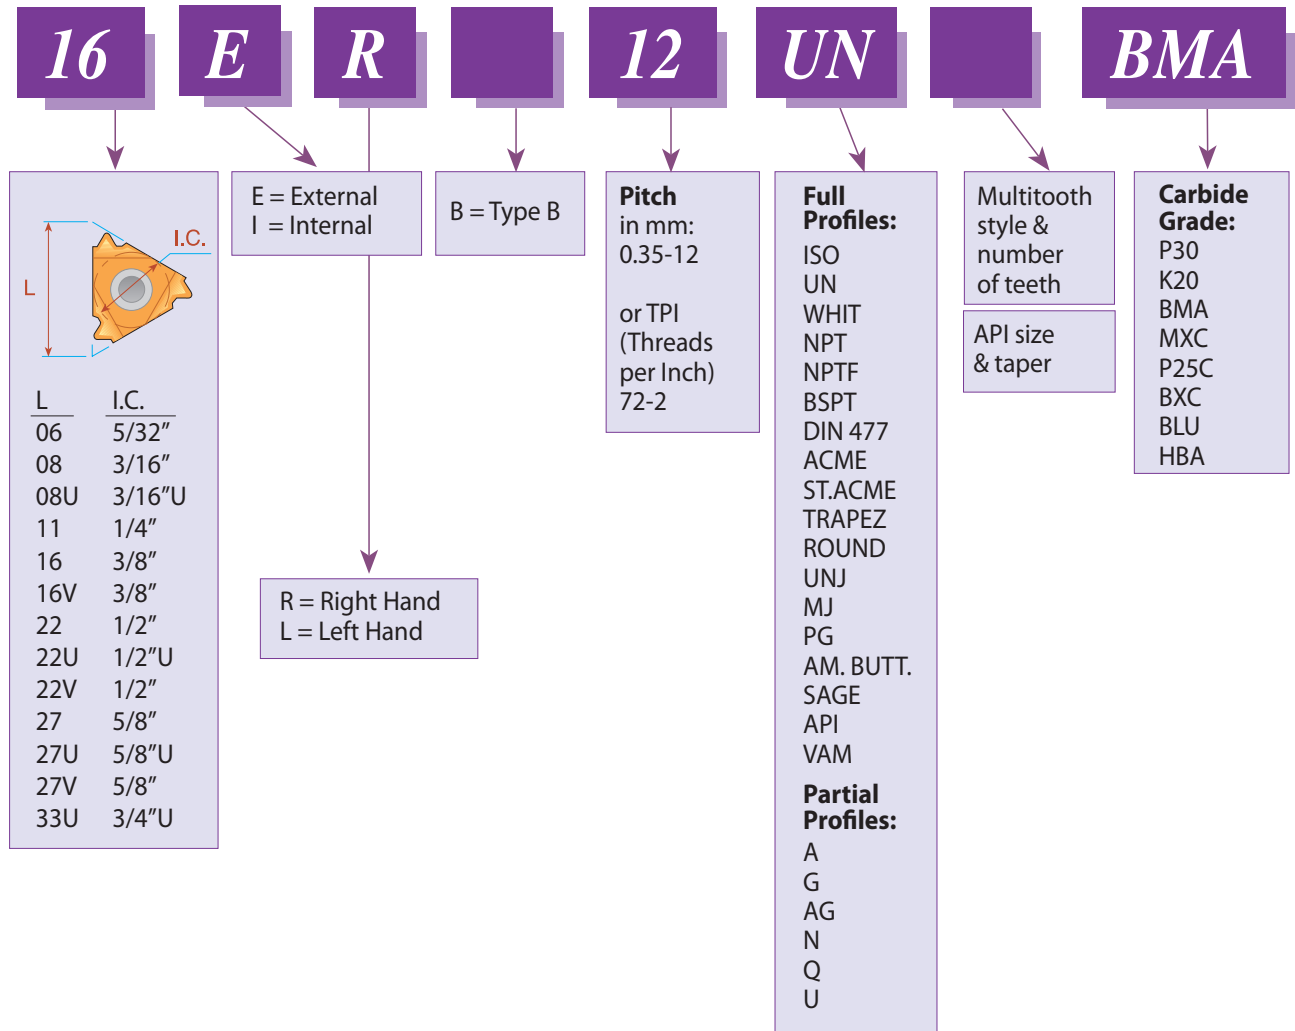 16 E R 12 UN BMA
L
I.C.
L I.C.
06 5/32"
08 3/16"
08U 3/16"U
11 1/4"
16 3/8"
16V 3/8"
22 1/2"
22U 1/2"U
22V 1/2"
27 5/8"
27U 5/8"U
27V 5/8"
33U 3/4"U
E = External
I = Internal
R = Right Hand
L = Left Hand
B = Type B
Pitch
in mm:
0.35-12
or TPI
(Threads
per Inch)
72-2
Full
Profiles:
ISO
UN
WHIT
NPT
NPTF
BSPT
DIN 477
ACME
ST.ACME
TRAPEZ
ROUND
UNJ
MJ
PG
AM. BUTT.
SAGE
API
VAM
Partial
Profiles:
A
G
AG
N
Q
U
Multitooth
style &
number
of teeth
API size
& taper
Carbide
Grade:
P30
K20
BMA
MXC
P25C
BXC
BLU
HBA